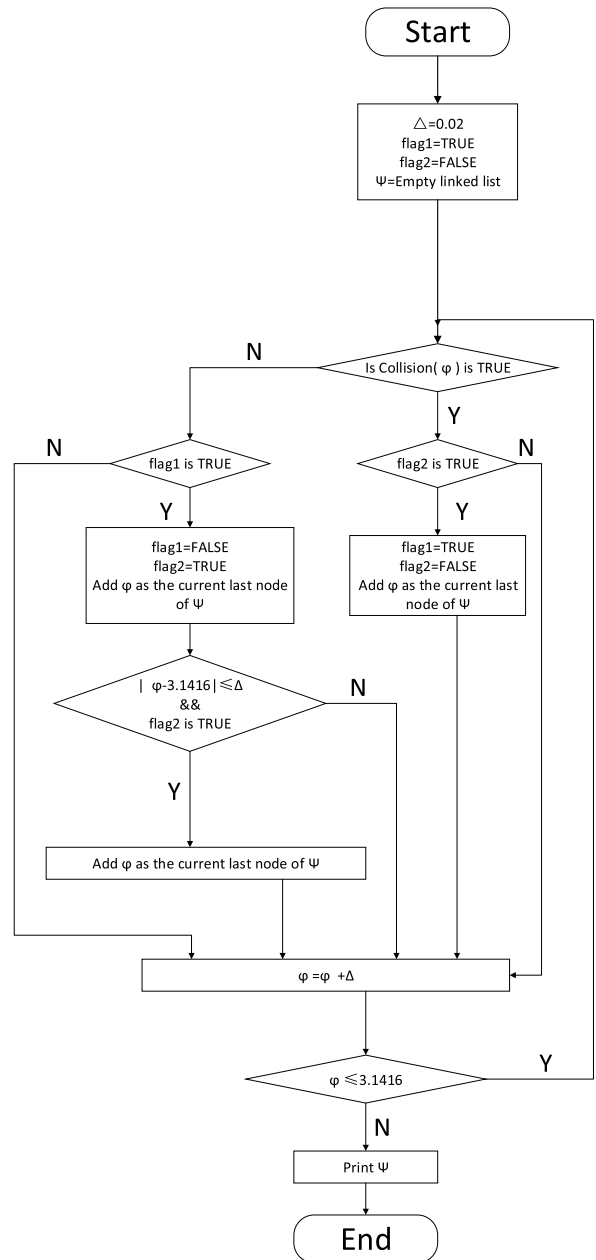 Start
△=0.02
flag1=TRUE
flag2=FALSE
Ψ=Empty linked list
N
Is Collision( φ ) is TRUE
Y
N
flag1 is TRUE
flag2 is TRUE
N
Y
Y
flag1=FALSE
flag2=TRUE
Add φ as the current last node
of Ψ
flag1=TRUE
flag2=FALSE
Add φ as the current last
node of Ψ
| φ-3.1416|≤Δ
&&
flag2 is TRUE
N
Y
Add φ as the current last node of Ψ
φ =φ +Δ
φ ≤3.1416
Y
N
Print Ψ
End